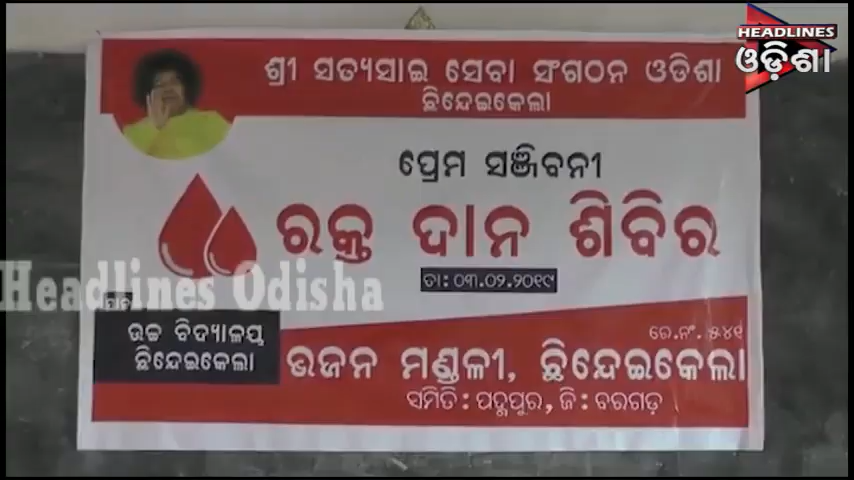 HEADLINES
ଓଡ଼ିଶା
ଶ୍ରୀ ସତ୍ୟସାଇ ସେବା ସଂଗଠନ ଓଡିଶା
ଛିନ୍ଦେଇକେଲା
ପ୍ରେମ ସଞ୍ଜିବନୀ
ରକ୍ତ ଦାନ ଶିବିର
ତା: ୦୩.୦୨.୨୦୧୯
Headlines Odisha
ଉଚ୍ଚ ବିଦ୍ୟାଳୟ
ଛିନ୍ଦେଇକେଲା
ରେ.ନଂ. ୫୪୧
ଭଜନ ମଣ୍ଡଳୀ, ଛିନ୍ଦେଇକେଲା
ସମିତି : ପଦ୍ମପୁର, ଜି : ବରଗଡ଼